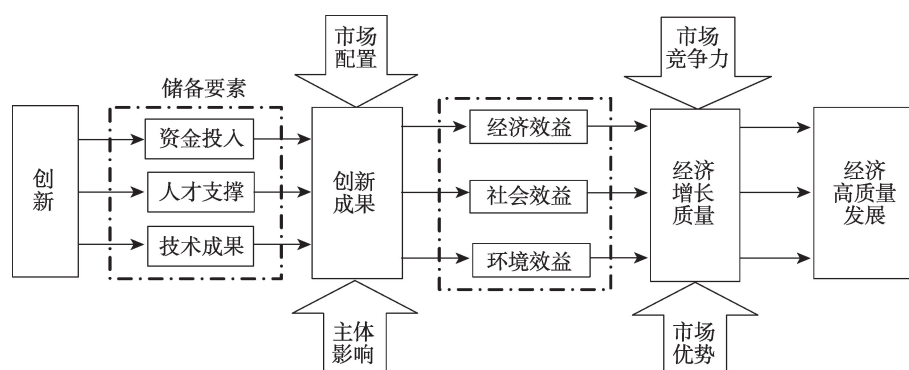 市场
配置
市场
竞争力
储备要素
创
新
资金投入
人才支撑
技术成果
创新
成果
经济效益
社会效益
环境效益
经济
增长
质量
经济
高质量
发展
主体
影响
市场
优势